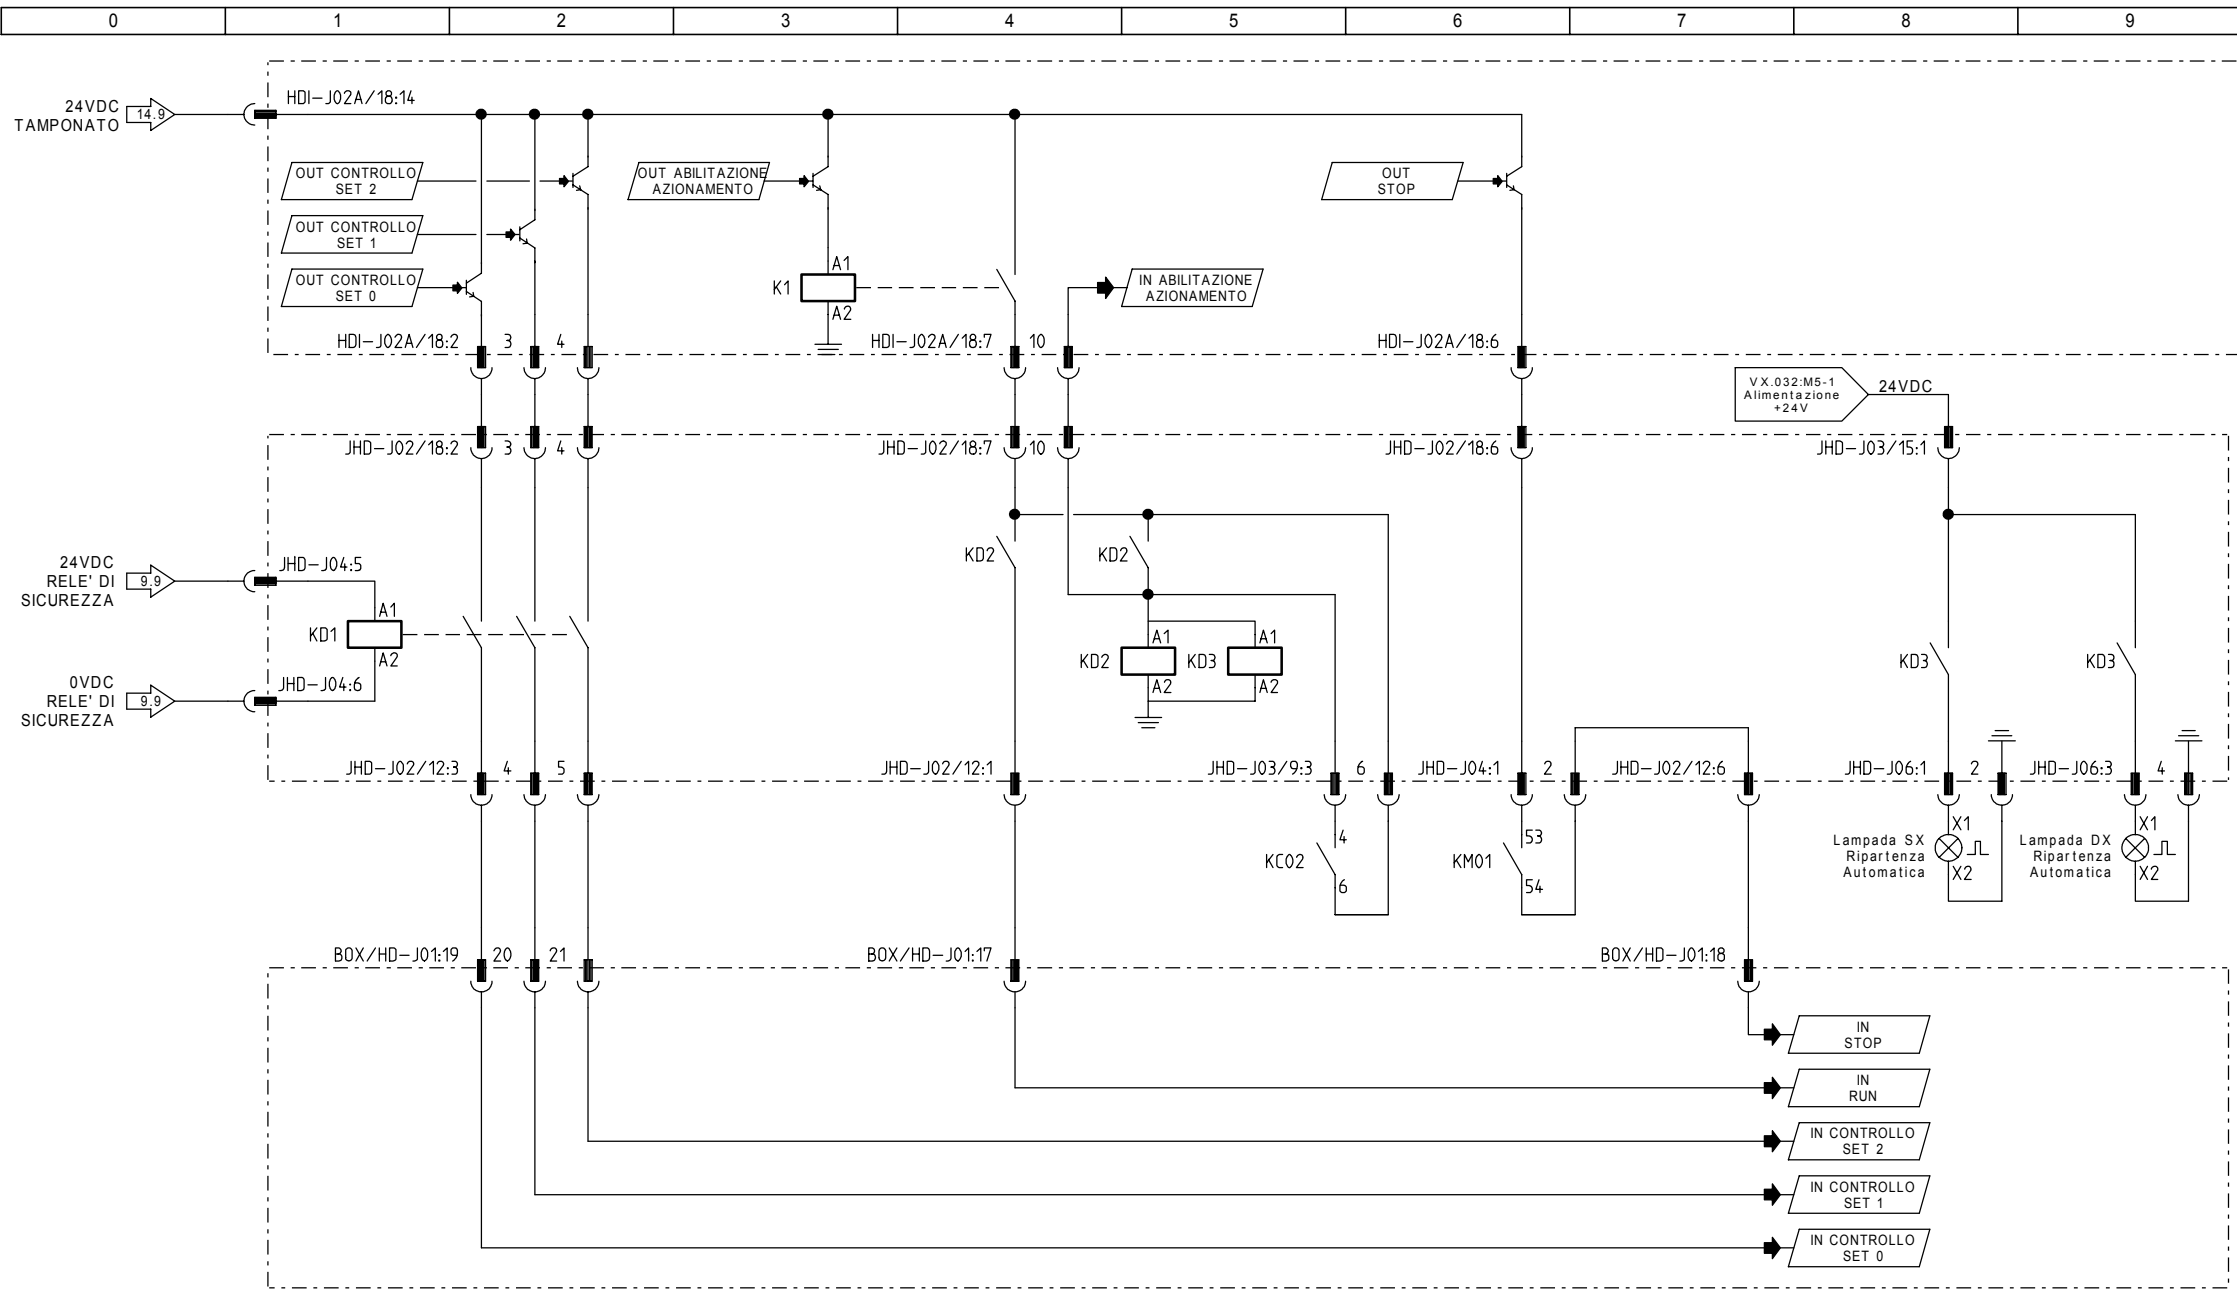 0 1 2 3 4 5 6 7 8 9
HDI-J02A/18:14
24VDC
TAMPONATO
14.9
OUT CONTROLLO
SET 2
OUT ABILITAZIONE
AZIONAMENTO
OUT
STOP
OUT CONTROLLO
SET 1
OUT CONTROLLO
SET 0
K1
A1
A2
IN ABILITAZIONE
AZIONAMENTO
HDI-J02A/18:2 3 4
HDI-J02A/18:7 10
HDI-J02A/18:6
VX.032:M5-1
Alimentazione
+24V
24VDC
JHD-J02/18:2 3 4
JHD-J02/18:7 10
JHD-J02/18:6
JHD-J03/15:1
KD2
KD2
24VDC
RELE' DI
SICUREZZA
9.9
JHD-J04:5
KD1
A1
A2
KD2
A1
A2
KD3
A1
A2
KD3
KD3
0VDC
RELE' DI
SICUREZZA
9.9
JHD-J04:6
JHD-J02/12:3 4 5
JHD-J02/12:1
JHD-J03/9:3 6
JHD-J04:1 2
JHD-J02/12:6
JHD-J06:1 2
JHD-J06:3 4
KC02
4
6
KM01
53
54
Lampada SX
Ripartenza
Automatica
X1
X2
Lampada DX
Ripartenza
Automatica
X1
X2
BOX/HD-J01:19 20 21
BOX/HD-J01:17
BOX/HD-J01:18
IN
STOP
IN
RUN
IN CONTROLLO
SET 2
IN CONTROLLO
SET 1
IN CONTROLLO
SET 0